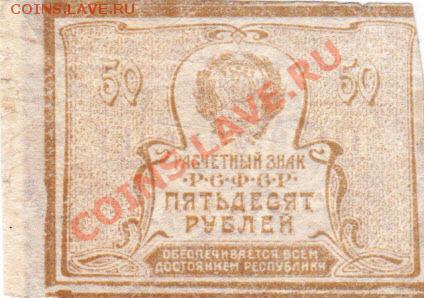 COINS.LAVE.RU
COINS.LAVE.RU
50 50
РАСЧЕТНЫЙ ЗНАК
Р·С·Ф·С·Р·
ПЯТЬДЕСЯТ
РУБЛЕЙ
ОБЕСПЕЧИВАЕТСЯ ВСЕМ
ДОСТОЯНИЕМ РЕСПУБЛИКИ